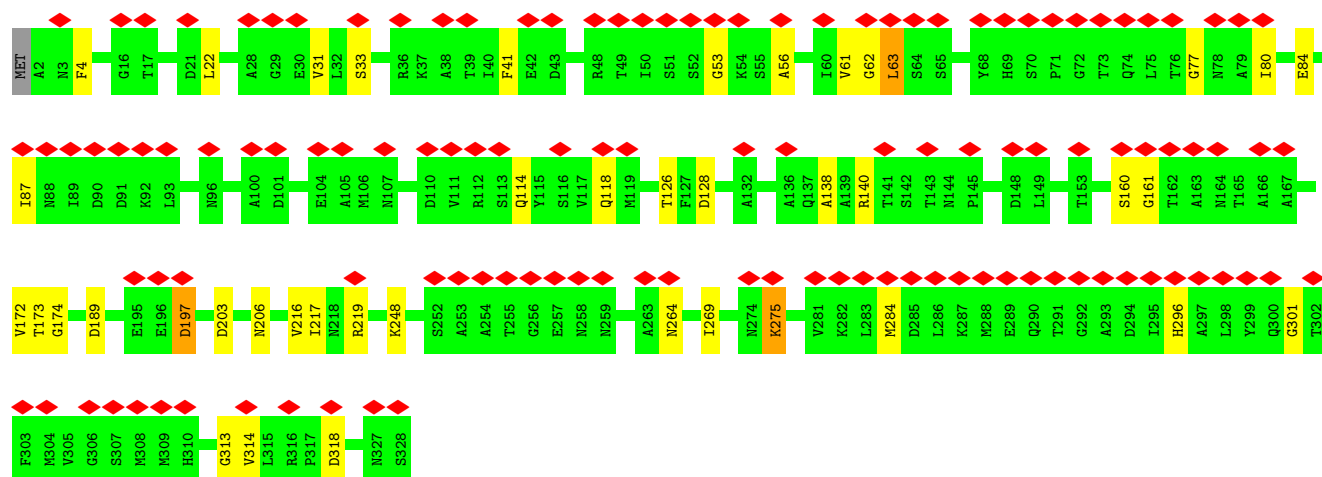 MET A2 N3 F4 G16 T17 D21 L22 A28 G29 E30 V31 L32 S33 R36 K37 A38 T39 I40 F41 E42 D43 R48 T49 I50 S51 S52 G53 K54 S55 A56 I60 V61 G62 L63 S64 S65 Y68 H69 S70 P71 G72 T73 Q74 L75 T76 G77 N78 A79 I80 E84
I87 N88 I89 D90 D91 K92 L93 N96 A100 D101 E104 A105 M106 N107 D110 V111 R112 S113 Q114 Y115 S116 V117 Q118 M119 T126 F127 D128 A132 A136 Q137 A138 A139 R140 T141 S142 T143 N144 P145 D148 L149 T153 S160 G161 T162 A163 N164 T165 A166 A167
V172 T173 G174 D189 E195 E196 D197 D203 N206 V216 I217 N218 R219 K248 S252 A253 A254 T255 G256 E257 N258 N259 A263 N264 I269 N274 K275 V281 K282 L283 M284 D285 L286 K287 M288 E289 Q290 T291 G292 A293 D294 I295 H296 A297 L298 Y299 Q300 G301 T302
F303 M304 V305 G306 S307 M308 M309 H310 G313 V314 L315 R316 P317 D318 N327 S328